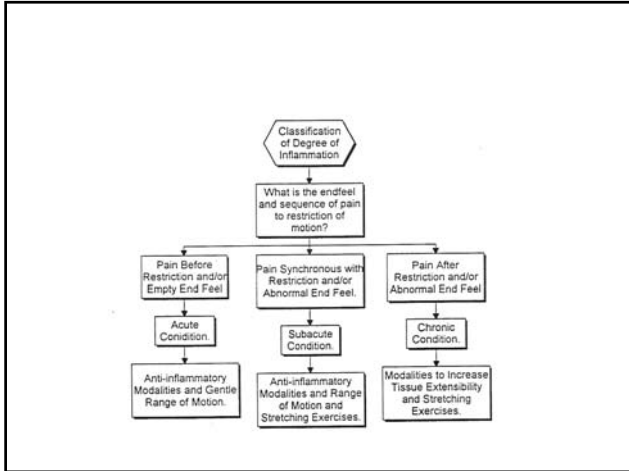 Classification
of Degree of
Inflammation
What is the endfeel
and sequence of pain
to restriction of
motion?
Pain Before
Restriction and/or
Empty End Feel
Pain Synchronous with
Restriction and/or
Abnormal End Feel.
Pain After
Restriction and/or
Abnormal End Feel
Acute
Conidition.
Subacute
Condition.
Chronic
Condition.
Anti-inflammatory
Modalities and Gentle
Range of Motion.
Anti-inflammatory
Modalities and Range
of Motion and
Stretching Exercises.
Modalities to Increase
Tissue Extensibility
and Stretching
Exercises.